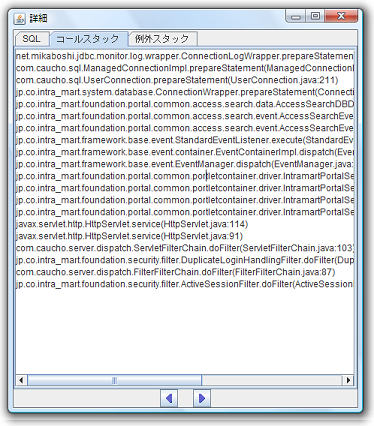 詳細
SQL コールスタック 例外スタック
net.mikaboshi.jdbc.monitor.log.wrapper.ConnectionLogWrapper.prepareStatemen
com.caucho.sql.ManagedConnectionImpl.prepareStatement(ManagedConnection
com.caucho.sql.UserConnection.prepareStatement(UserConnection.java:211)
jp.co.intra_mart.system.database.ConnectionWrapper.prepareStatement(Connecti
jp.co.intra_mart.foundation.portal.common.access.search.data.AccessSearchDBD
jp.co.intra_mart.foundation.portal.common.access.search.event.AccessSearchEve
jp.co.intra_mart.foundation.portal.common.access.search.event.AccessSearchEve
jp.co.intra_mart.framework.base.event.StandardEventListener.execute(StandardEv
jp.co.intra_mart.framework.base.event.container.EventContainerImpl.dispatch(Eve
jp.co.intra_mart.framework.base.event.EventManager.dispatch(EventManager.java:
jp.co.intra_mart.foundation.portal.common.portletcontainer.driver.IntramartPortalSe
jp.co.intra_mart.foundation.portal.common.portletcontainer.driver.IntramartPortalSe
jp.co.intra_mart.foundation.portal.common.portletcontainer.driver.IntramartPortalSe
jp.co.intra_mart.foundation.portal.common.portletcontainer.driver.IntramartPortalSe
javax.servlet.http.HttpServlet.service(HttpServlet.java:114)
javax.servlet.http.HttpServlet.service(HttpServlet.java:91)
com.caucho.server.dispatch.ServletFilterChain.doFilter(ServletFilterChain.java:103)
jp.co.intra_mart.foundation.security.filter.DuplicateLoginHandlingFilter.doFilter(Dup
com.caucho.server.dispatch.FilterFilterChain.doFilter(FilterFilterChain.java:87)
jp.co.intra_mart.foundation.security.filter.ActiveSessionFilter.doFilter(ActiveSession